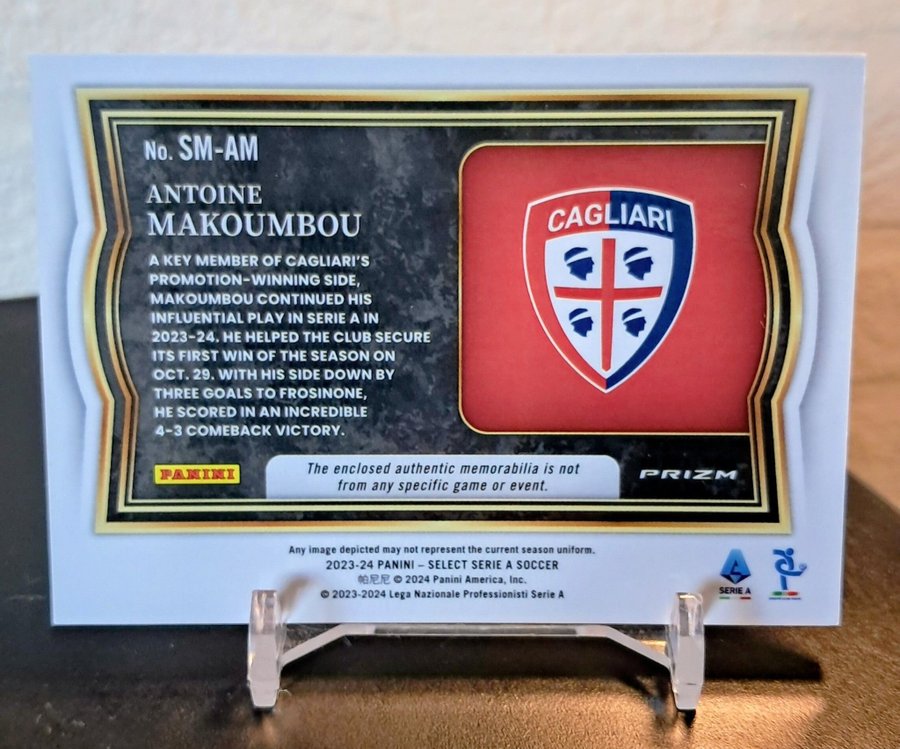 No. SM-AM
ANTOINE
MAKOUMBOU
A KEY MEMBER OF CAGLIARI'S
PROMOTION-WINNING SIDE,
MAKOUMBOU CONTINUED HIS
INFLUENTIAL PLAY IN SERIE A IN
2023-24. HE HELPED THE CLUB SECURE
ITS FIRST WIN OF THE SEASON ON
OCT. 29. WITH HIS SIDE DOWN BY
THREE GOALS TO FROSINONE,
HE SCORED IN AN INCREDIBLE
4-3 COMEBACK VICTORY.
CAGLIARI
PANINI
The enclosed authentic memorabilia is not
from any specific game or event.
PRIZM
Any image depicted may not represent the current season uniform.
2023-24 PANINI – SELECT SERIE A SOCCER
帕尼尼 © 2024 Panini America, Inc.
© 2023-2024 Lega Nazionale Professionisti Serie A
SERIE A